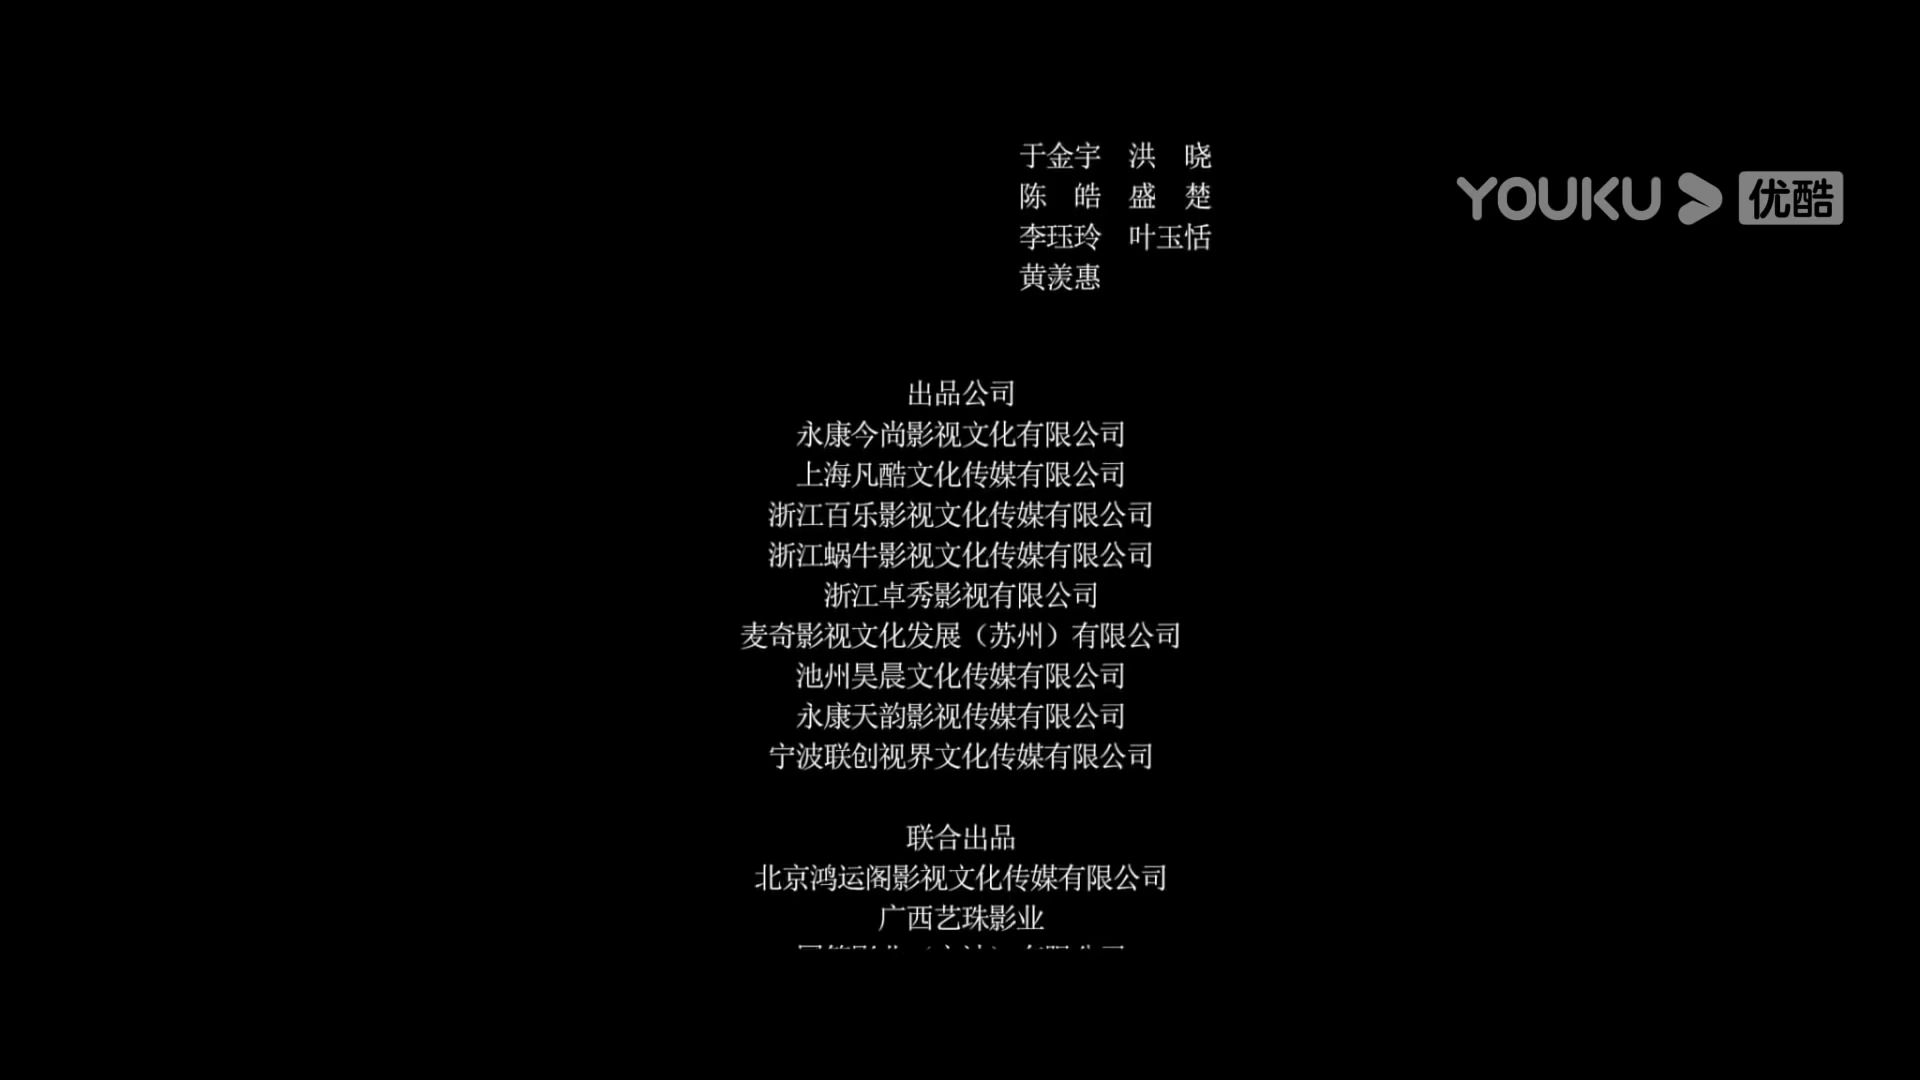 于金宇 洪 晓
陈 皓 盛 楚
李珏玲 叶玉恬
黄羡惠
YOUKU 优酷
出品公司
永康今尚影视文化有限公司
上海凡酷文化传媒有限公司
浙江百乐影视文化传媒有限公司
浙江蜗牛影视文化传媒有限公司
浙江卓秀影视有限公司
麦奇影视文化发展（苏州）有限公司
池州昊晨文化传媒有限公司
永康天韵影视传媒有限公司
宁波联创视界文化传媒有限公司
联合出品
北京鸿运阁影视文化传媒有限公司
广西艺珠影业